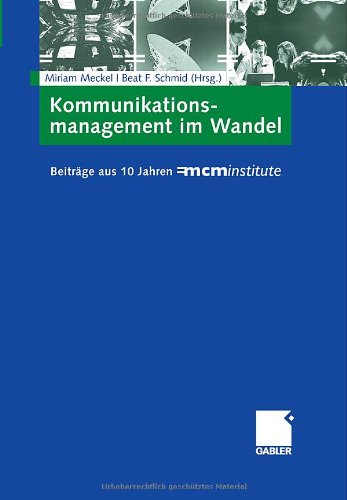 Miriam Meckel | Beat F. Schmid (Hrsg.)
Kommunikations-
management im Wandel
Beiträge aus 10 Jahren =mcminstitute
GABLER
Urheberrechtlich geschütztes Material